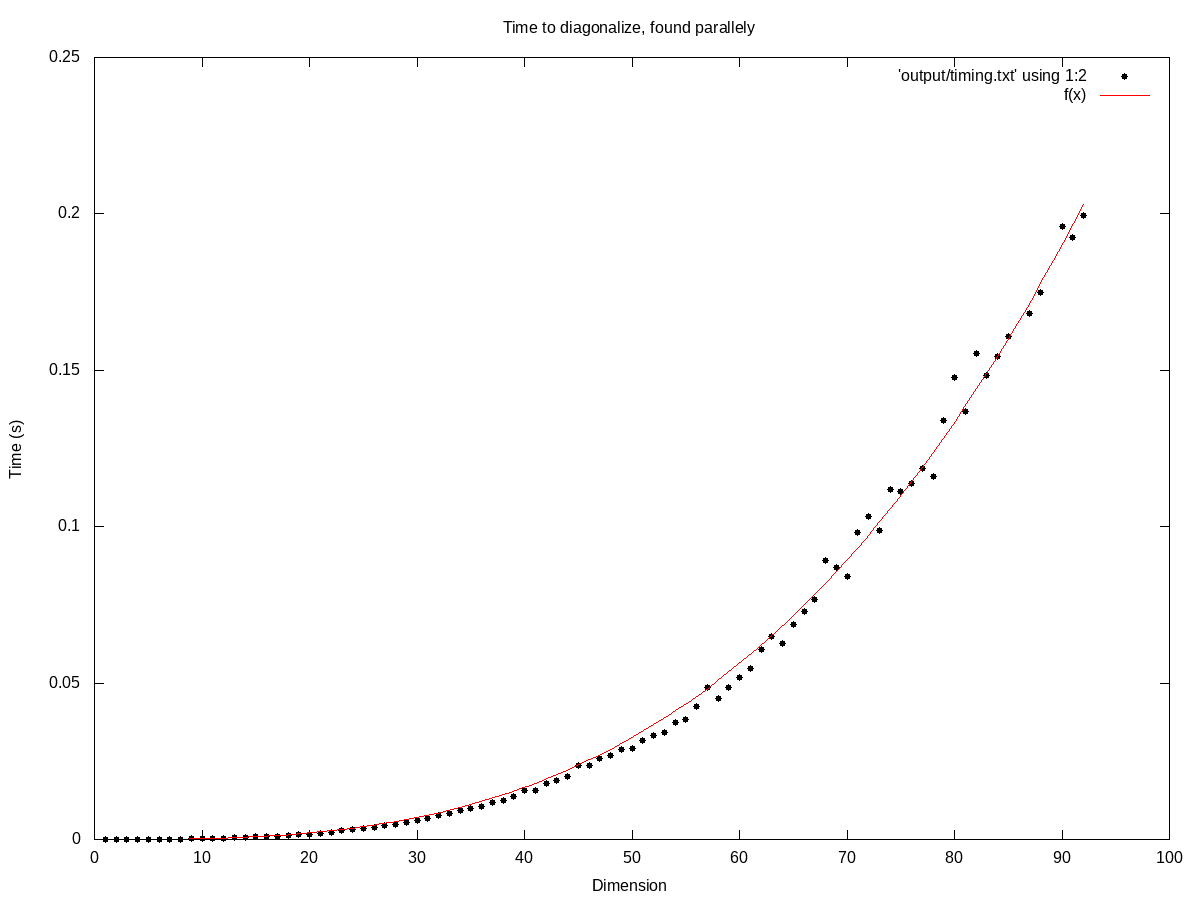 Time to diagonalize, found parallely
0.25
'output/timing.txt' using 1:2
f(x)
0.2
0.15
Time (s)
0.1
0.05
0
0 10 20 30 40 50 60 70 80 90 100
Dimension